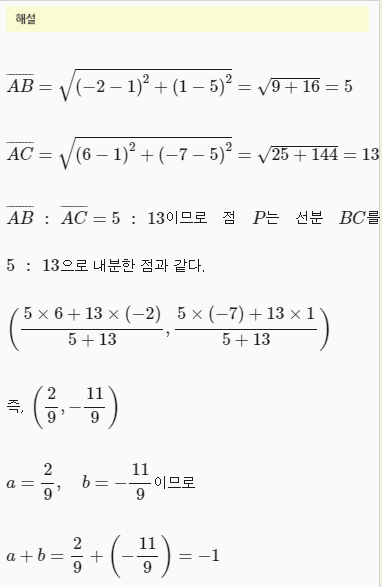 해설
$\overline{AB} = \sqrt{(-2-1)^2 + (1-5)^2} = \sqrt{9+16} = 5$
$\overline{AC} = \sqrt{(6-1)^2 + (-7-5)^2} = \sqrt{25+144} = 13$
$\overline{AB} : \overline{AC} = 5 : 13$이므로 점 $P$는 선분 $BC$를
$5 : 13$으로 내분한 점과 같다.
$\left( \frac{5 \times 6 + 13 \times (-2)}{5+13}, \frac{5 \times (-7) + 13 \times 1}{5+13} \right)$
즉, $\left( \frac{2}{9}, -\frac{11}{9} \right)$
$a = \frac{2}{9}, \quad b = -\frac{11}{9}$이므로
$a + b = \frac{2}{9} + \left( -\frac{11}{9} \right) = -1$